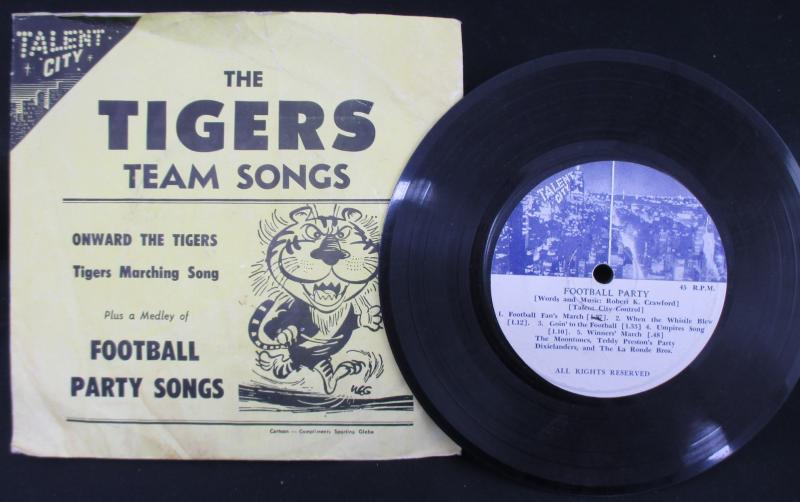 TALENT
CITY
THE
TIGERS
TEAM SONGS
ONWARD THE TIGERS
Tigers Marching Song
Plus a Medley of
FOOTBALL
PARTY SONGS
WEG
Cartoon — Compliments Sporting Globe
TALENT
CITY
FOOTBALL PARTY
45 R.P.M.
[Words and Music: Robert K. Crawford]
[Talent City Control]
1. Football Fan's March 2. When the Whistle Blew
[1.12]. 3. Goin' to the Football [1.35] 4. Umpires Song
[1.10]. 5. Winners' March [.48]
The Moontones, Teddy Preston's Party
Dixielanders, and The La Ronde Bros.
ALL RIGHTS RESERVED